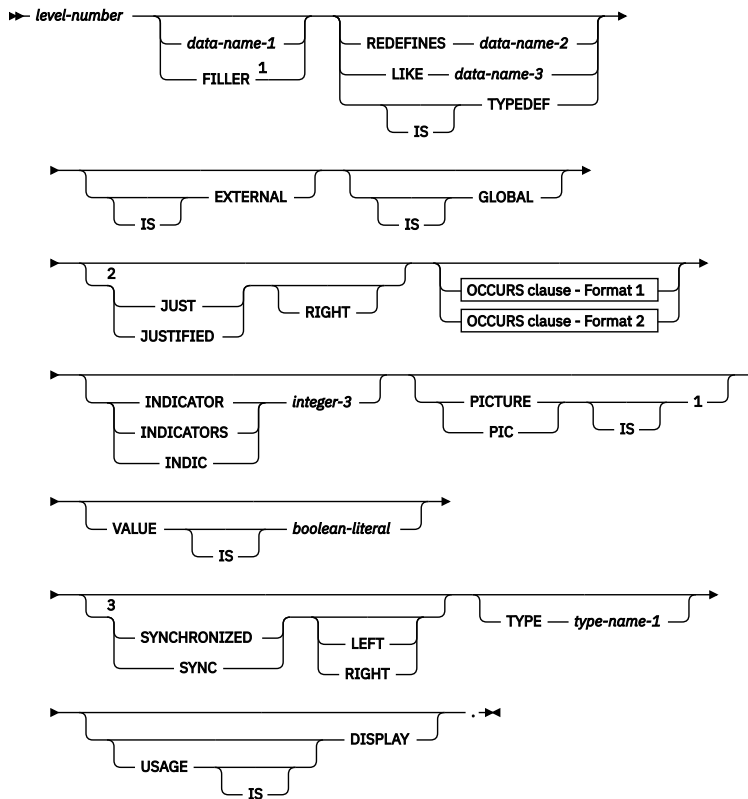 level-number
data-name-1
FILLER 1
REDEFINES data-name-2
LIKE data-name-3
IS TYPEDEF
IS EXTERNAL
IS GLOBAL
2
JUST
JUSTIFIED
RIGHT
OCCURS clause - Format 1
OCCURS clause - Format 2
INDICATOR integer-3
INDICATORS
INDIC
PICTURE
PIC
IS
1
VALUE IS boolean-literal
3
SYNCHRONIZED
SYNC
LEFT
RIGHT
TYPE type-name-1
USAGE IS DISPLAY .